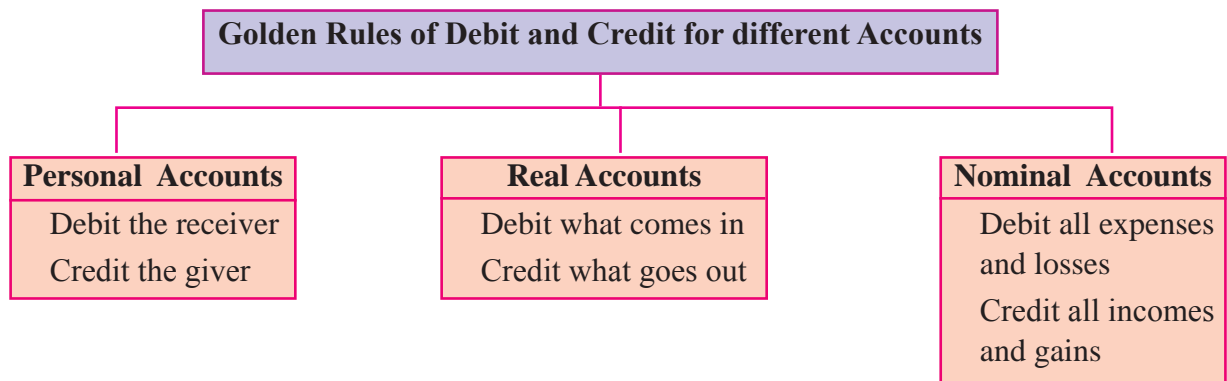 Golden Rules of Debit and Credit for different Accounts
Personal Accounts
Debit the receiver
Credit the giver
Real Accounts
Debit what comes in
Credit what goes out
Nominal Accounts
Debit all expenses
and losses
Credit all incomes
and gains